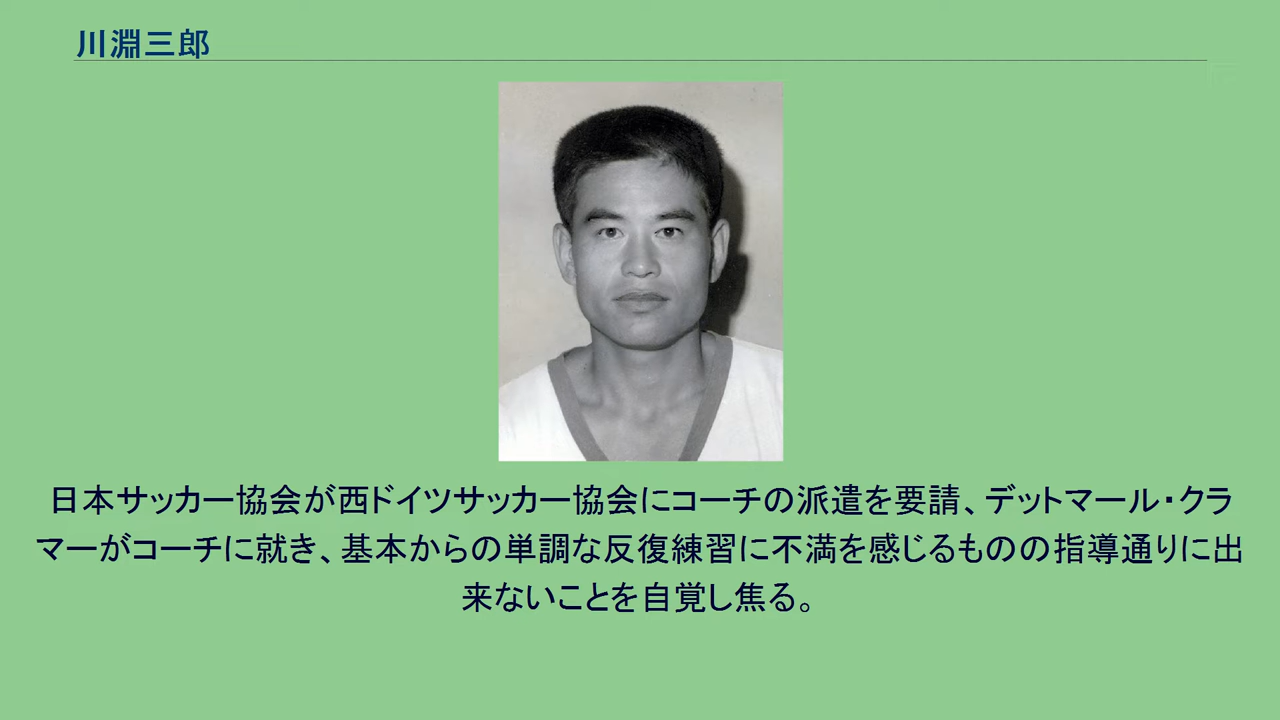 川淵三郎
日本サッカー協会が西ドイツサッカー協会にコーチの派遣を要請、デットマール・クラ
マーがコーチに就き、基本からの単調な反復練習に不満を感じるものの指導通りに出
来ないことを自覚し焦る。